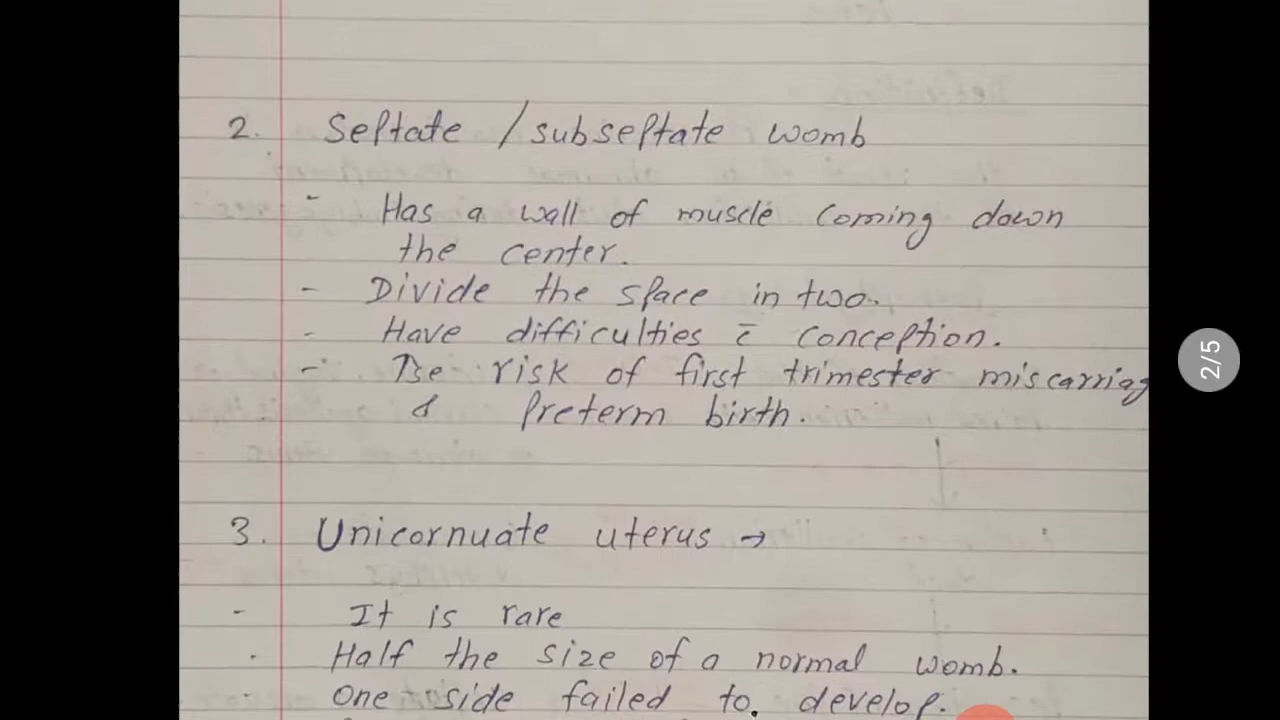 2. Septate / subseptate womb
- Has a wall of muscle coming down
the center.
- Divide the space in two.
- Have difficulties c̄ conception.
- ↑se risk of first trimester miscarriag
& Preterm birth.
3. Unicornuate uterus →
- It is rare
- Half the size of a normal womb.
- One side failed to develop.
2/5